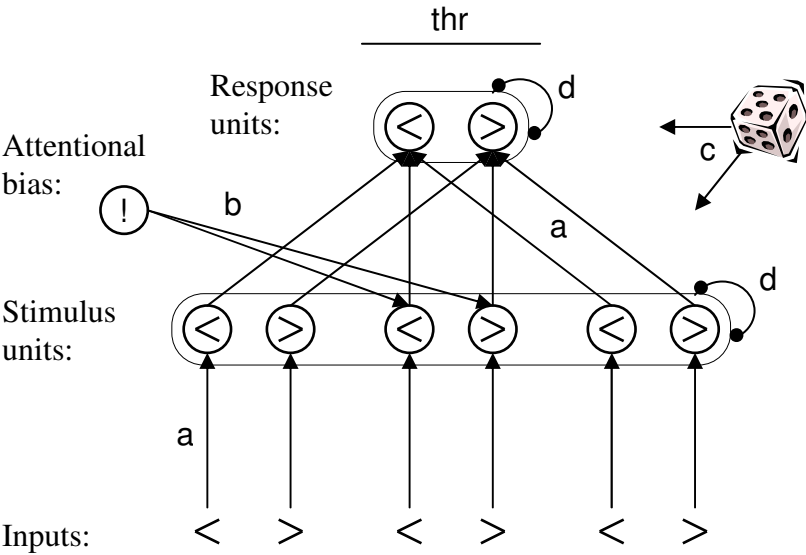 thr
Response
units:
< >
d
c
Attentional
bias:
!
b
a
Stimulus
units:
< > < > < >
d
a
Inputs: < > < > < >